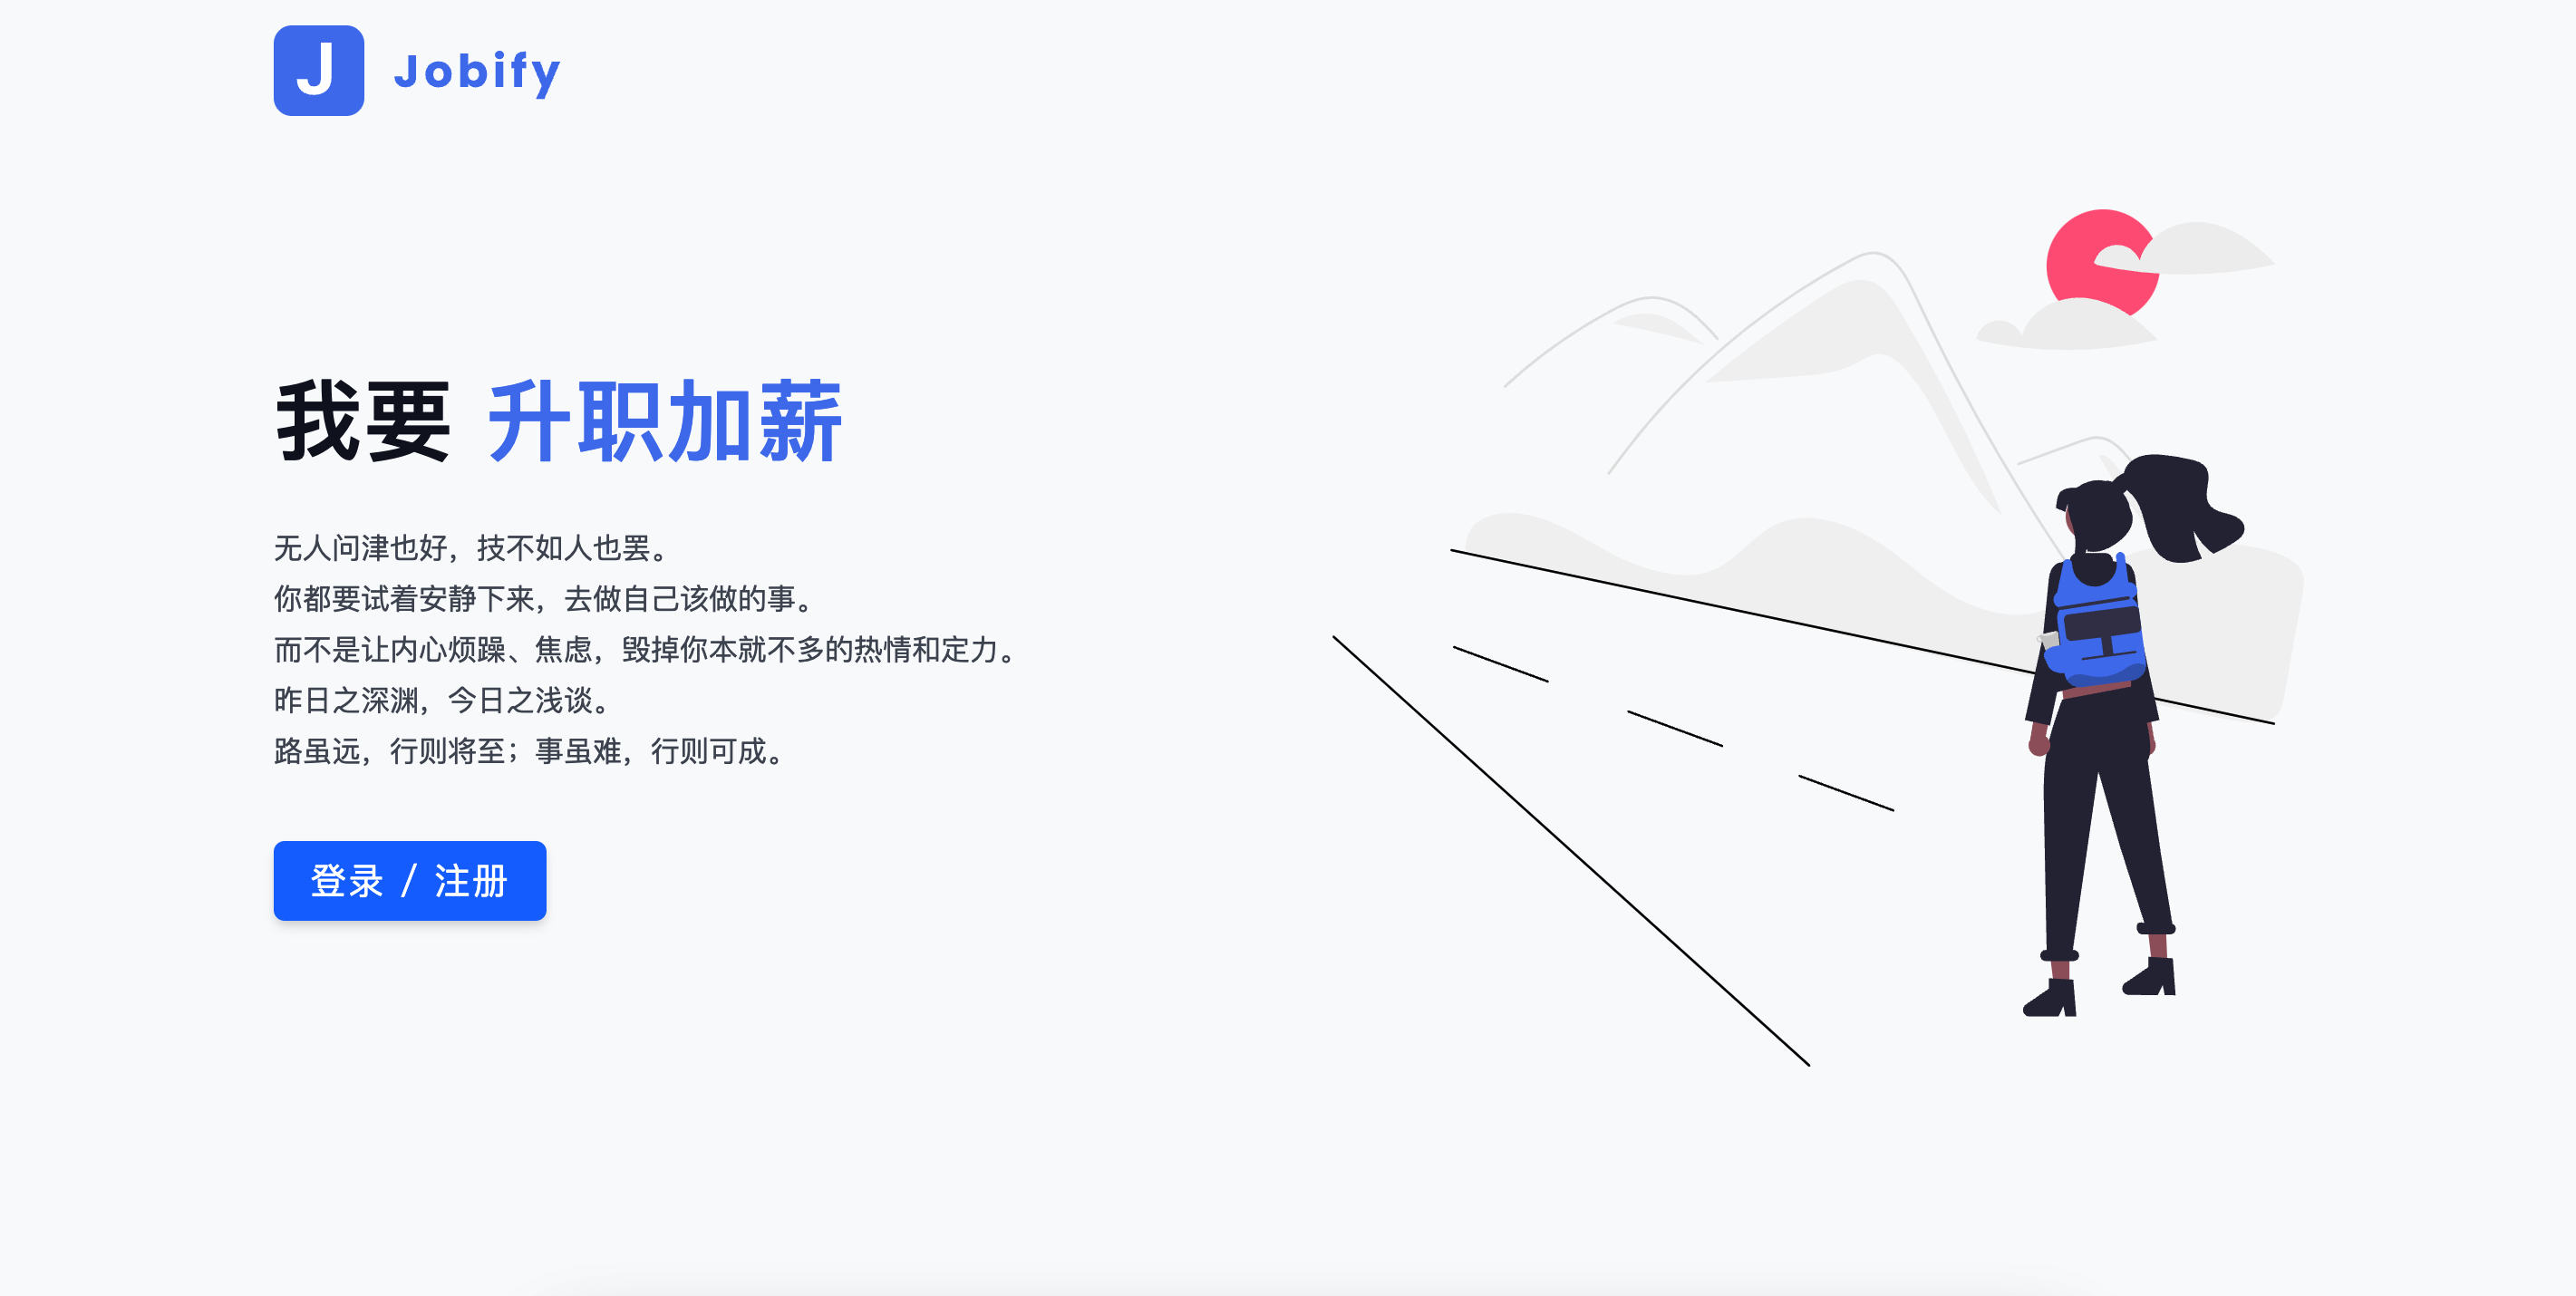 J Jobify
我要 升职加薪
无人问津也好，技不如人也罢。
你都要试着安静下来，去做自己该做的事。
而不是让内心烦躁、焦虑，毁掉你本就不多的热情和定力。
昨日之深渊，今日之浅谈。
路虽远，行则将至；事虽难，行则可成。
登录 / 注册